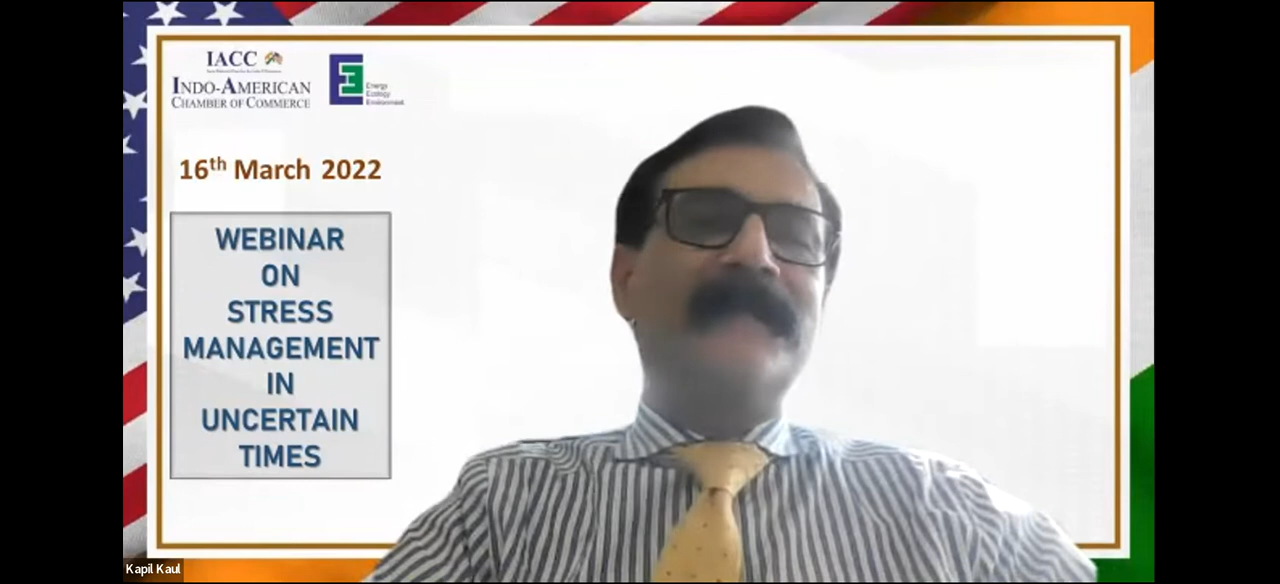 IACC
INDO-AMERICAN
CHAMBER OF COMMERCE
Energy
Ecology
Environment
16th March 2022
WEBINAR
ON
STRESS
MANAGEMENT
IN
UNCERTAIN
TIMES
Kapil Kaul